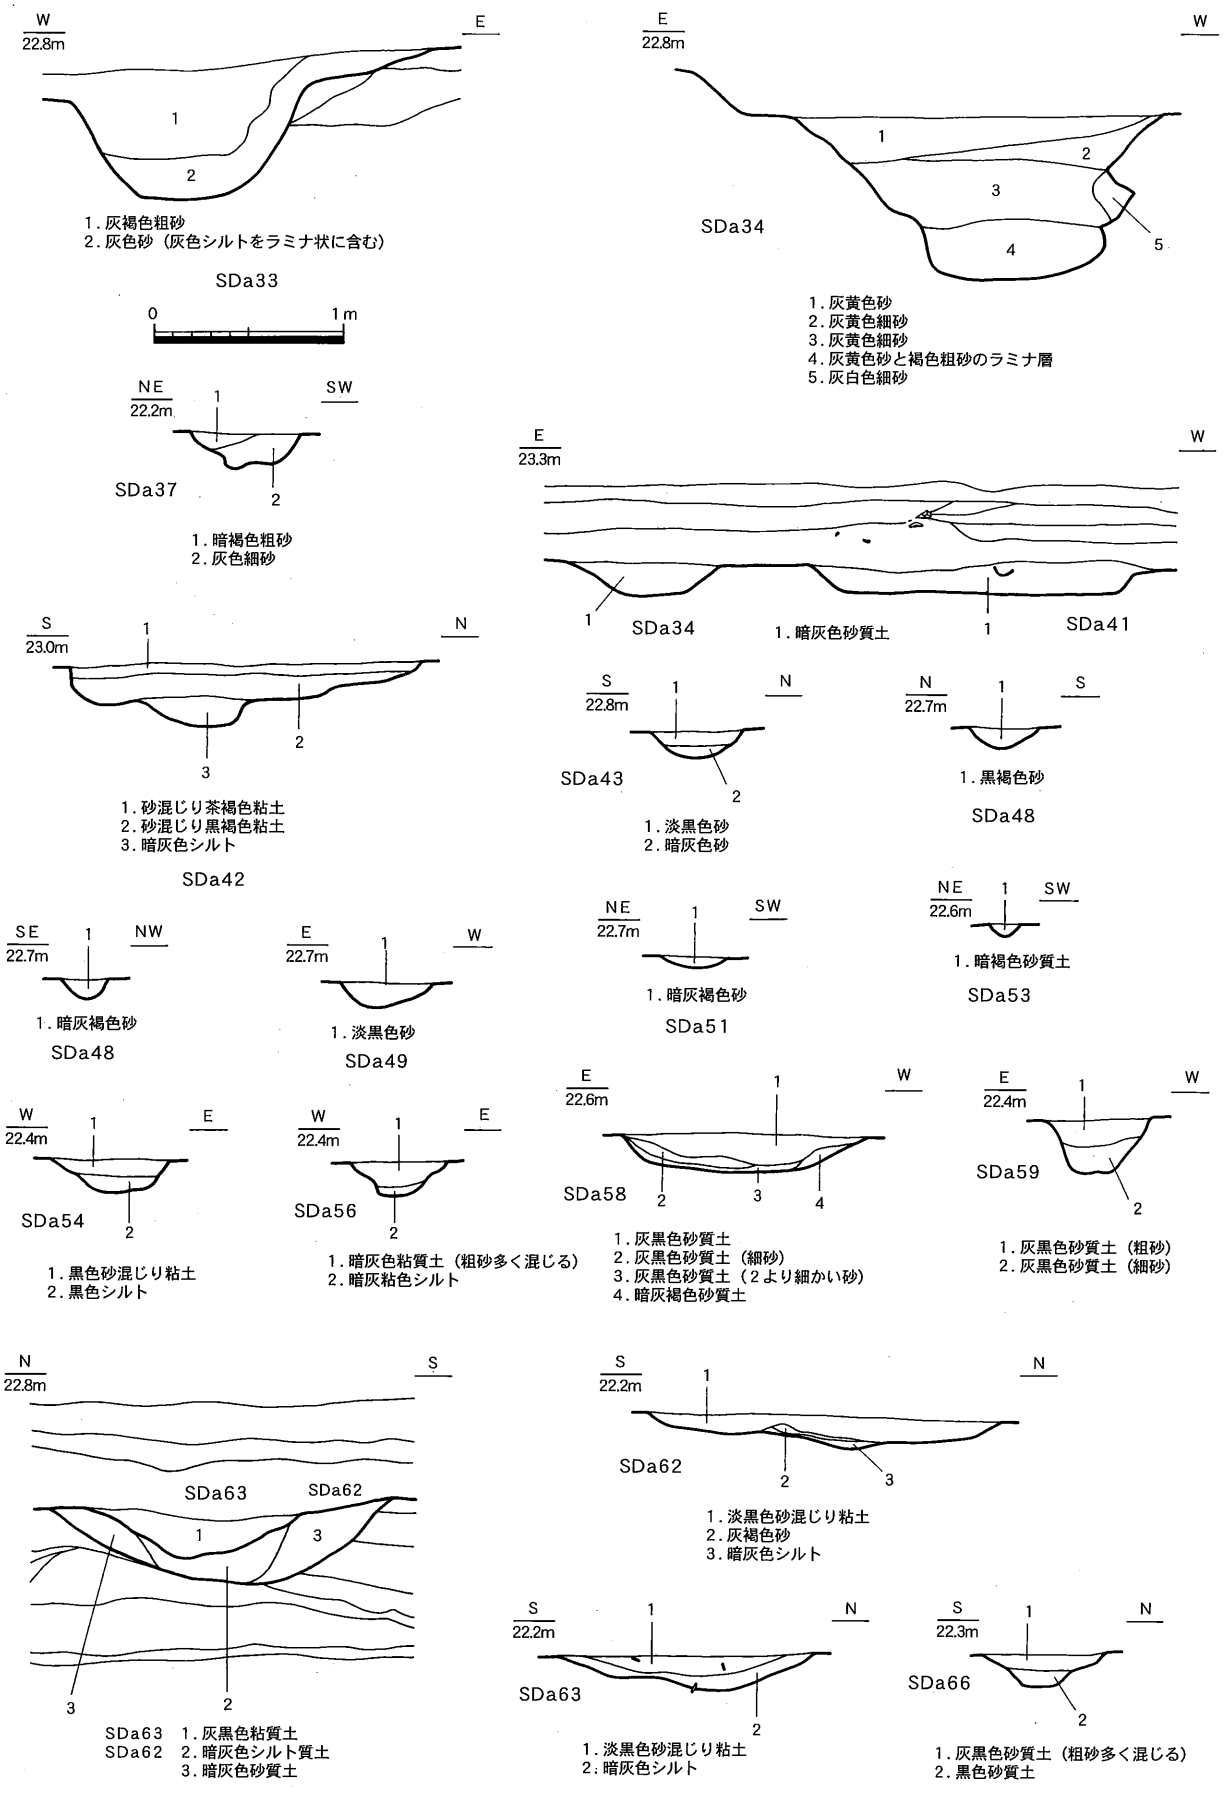 W
22.8m
E
1
2
1. 灰褐色粗砂
2. 灰色砂（灰色シルトをラミナ状に含む）
SDa33
0 1m
E
22.8m
W
1
2
3
4
5
SDa34
1. 灰黄色砂
2. 灰黄色細砂
3. 灰黄色細砂
4. 灰黄色砂と褐色粗砂のラミナ層
5. 灰白色細砂
NE
22.2m
1
SW
SDa37
2
1. 暗褐色粗砂
2. 灰色細砂
E
23.3m
W
1
SDa34
1. 暗灰色砂質土
1
SDa41
S
23.0m
1
N
2
3
1. 砂混じり茶褐色粘土
2. 砂混じり黒褐色粘土
3. 暗灰色シルト
SDa42
S
22.8m
1
N
SDa43
2
1. 淡黒色砂
2. 暗灰色砂
N
22.7m
1
S
1. 黒褐色砂
SDa48
SE
22.7m
1
NW
1. 暗灰褐色砂
SDa48
E
22.7m
1
W
1. 淡黒色砂
SDa49
NE
22.7m
1
SW
1. 暗灰褐色砂
SDa51
NE
22.6m
1
SW
1. 暗褐色砂質土
SDa53
W
22.4m
1
E
SDa54
2
1. 黒色砂混じり粘土
2. 黒色シルト
W
22.4m
1
E
SDa56
2
1. 暗灰色粘質土（粗砂多く混じる）
2. 暗灰粘色シルト
E
22.6m
1
W
SDa58
2
3
4
1. 灰黒色砂質土
2. 灰黒色砂質土（細砂）
3. 灰黒色砂質土（2より細かい砂）
4. 暗灰褐色砂質土
E
22.4m
1
W
SDa59
2
1. 灰黒色砂質土（粗砂）
2. 灰黒色砂質土（細砂）
N
22.8m
S
SDa63
SDa62
1
3
3
2
SDa63 1. 灰黒色粘質土
SDa62 2. 暗灰色シルト質土
3. 暗灰色砂質土
S
22.2m
1
N
SDa62
2
3
1. 淡黒色砂混じり粘土
2. 灰褐色砂
3. 暗灰色シルト
S
22.2m
1
N
SDa63
2
1. 淡黒色砂混じり粘土
2. 暗灰色シルト
S
22.3m
1
N
SDa66
2
1. 灰黒色砂質土（粗砂多く混じる）
2. 黒色砂質土